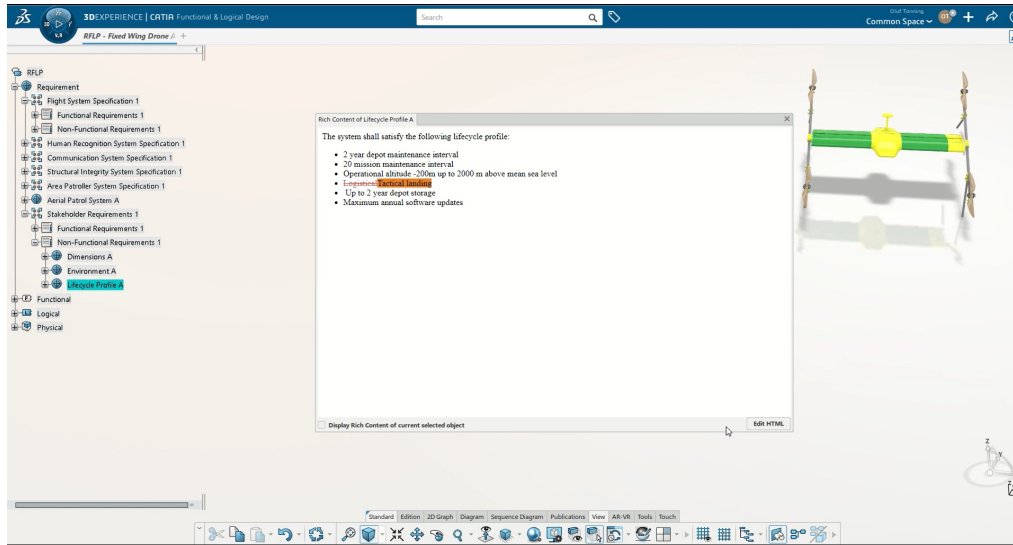 3DEXPERIENCE | CATIA Functional & Logical Design
Search
Oluf Tonning
Common Space
OT
3D
V.R
RFLP - Fixed Wing Drone A
RFLP
Requirement
Flight System Specification 1
Functional Requirements 1
Non-Functional Requirements 1
Human Recognition System Specification 1
Communication System Specification 1
Structural Integrity System Specification 1
Area Patroller System Specification 1
Aerial Patrol System A
Stakeholder Requirements 1
Functional Requirements 1
Non-Functional Requirements 1
Dimensions A
Environment A
Lifecycle Profile A
Functional
Logical
Physical
Rich Content of Lifecycle Profile A
The system shall satisfy the following lifecycle profile:
2 year depot maintenance interval
20 mission maintenance interval
Operational altitude -200m up to 2000 m above mean sea level
LogisticalTactical landing
Up to 2 year depot storage
Maximum annual software updates
Display Rich Content of current selected object
Edit HTML
z
y
Standard Edition 2D Graph Diagram Sequence Diagram Publications View AR-VR Tools Touch